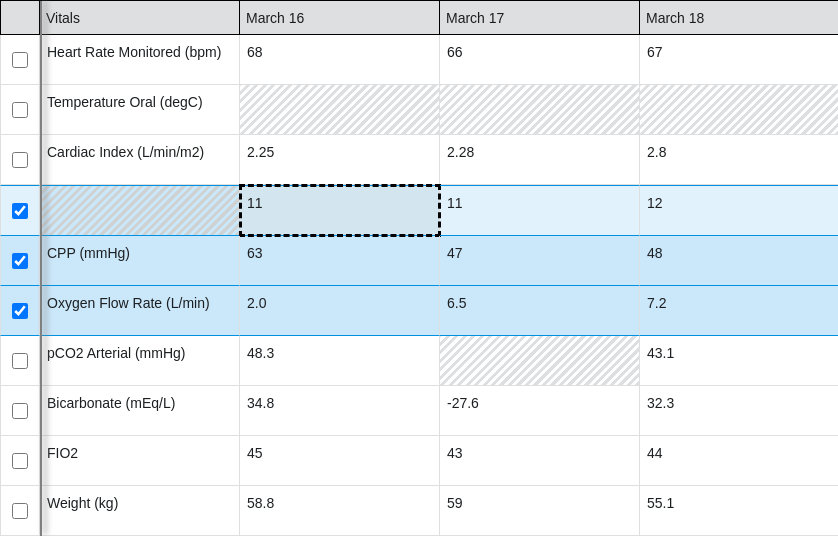 Vitals March 16 March 17 March 18
Heart Rate Monitored (bpm) 68 66 67
Temperature Oral (degC)
Cardiac Index (L/min/m2) 2.25 2.28 2.8
11 11 12
CPP (mmHg) 63 47 48
Oxygen Flow Rate (L/min) 2.0 6.5 7.2
pCO2 Arterial (mmHg) 48.3 43.1
Bicarbonate (mEq/L) 34.8 -27.6 32.3
FIO2 45 43 44
Weight (kg) 58.8 59 55.1